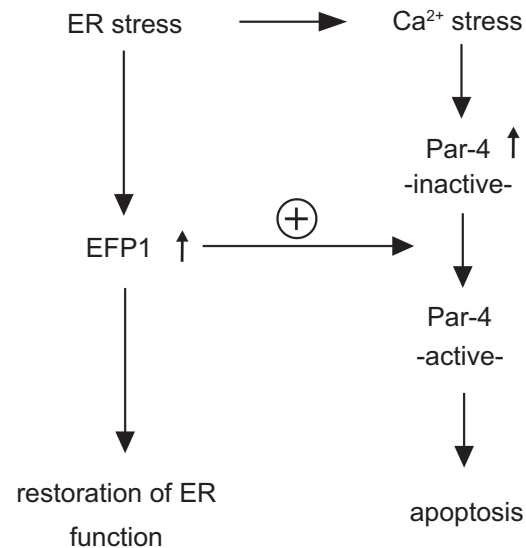 ER stress
Ca²⁺ stress
Par-4
-inactive-
EFP1
+
Par-4
-active-
restoration of ER
function
apoptosis